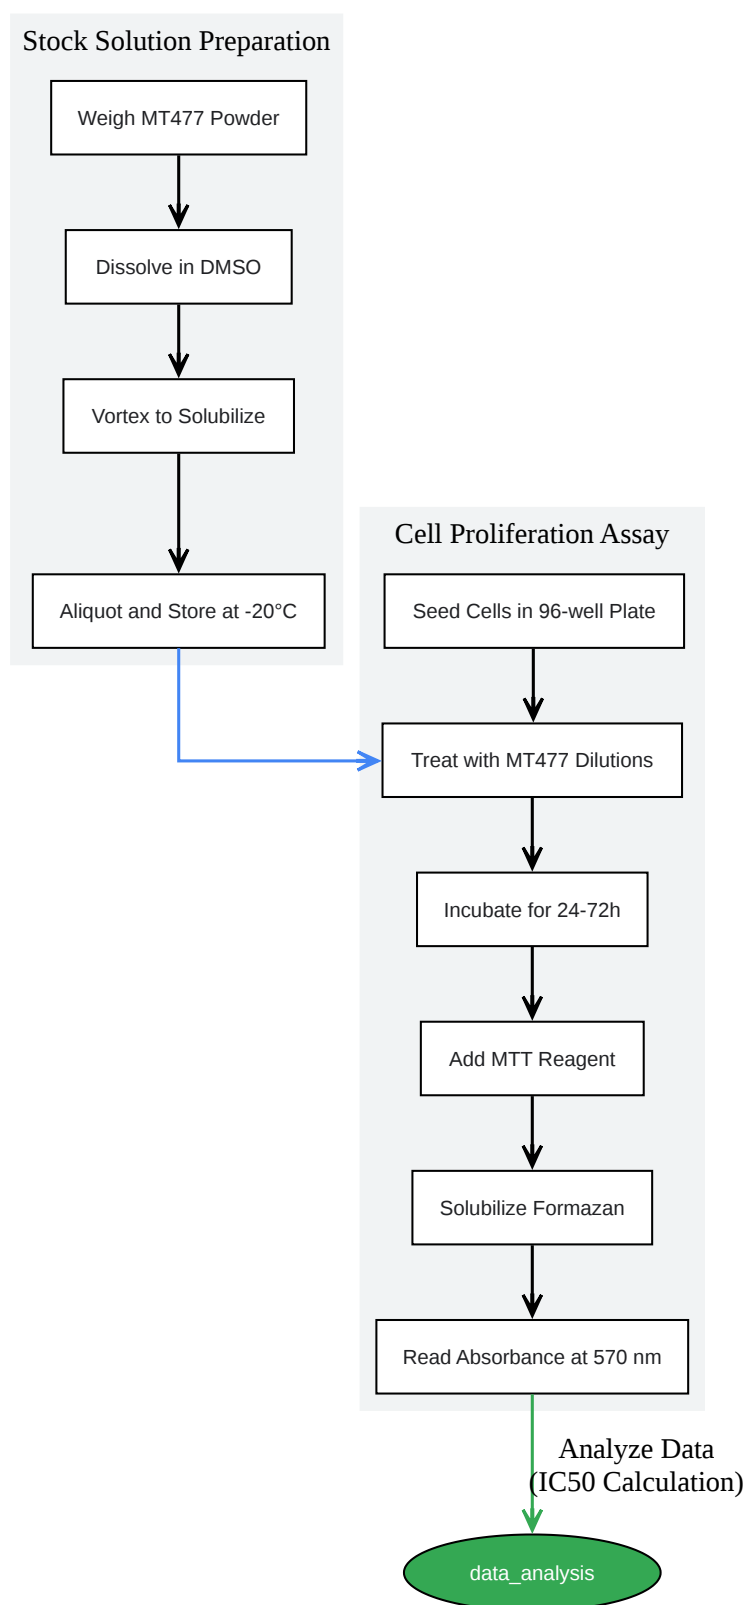 Stock Solution Preparation
Weigh MT477 Powder
Dissolve in DMSO
Vortex to Solubilize
Aliquot and Store at -20°C
Cell Proliferation Assay
Seed Cells in 96-well Plate
Treat with MT477 Dilutions
Incubate for 24-72h
Add MTT Reagent
Solubilize Formazan
Read Absorbance at 570 nm
Analyze Data
(IC50 Calculation)
data_analysis